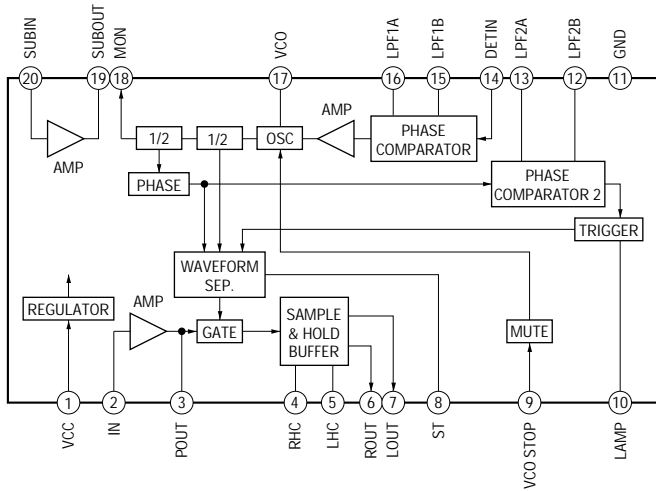 SUBIN
SUBOUT
MON
VCO
LPF1A
LPF1B
DETIN
LPF2A
LPF2B
GND
20
19
18
17
16
15
14
13
12
11
AMP
1/2
1/2
OSC
AMP
PHASE
COMPARATOR
PHASE
PHASE
COMPARATOR 2
TRIGGER
WAVEFORM
SEP.
REGULATOR
AMP
GATE
SAMPLE
& HOLD
BUFFER
MUTE
1
2
3
4
5
6
7
8
9
10
VCC
IN
POUT
RHC
LHC
ROUT
LOUT
ST
VCO STOP
LAMP